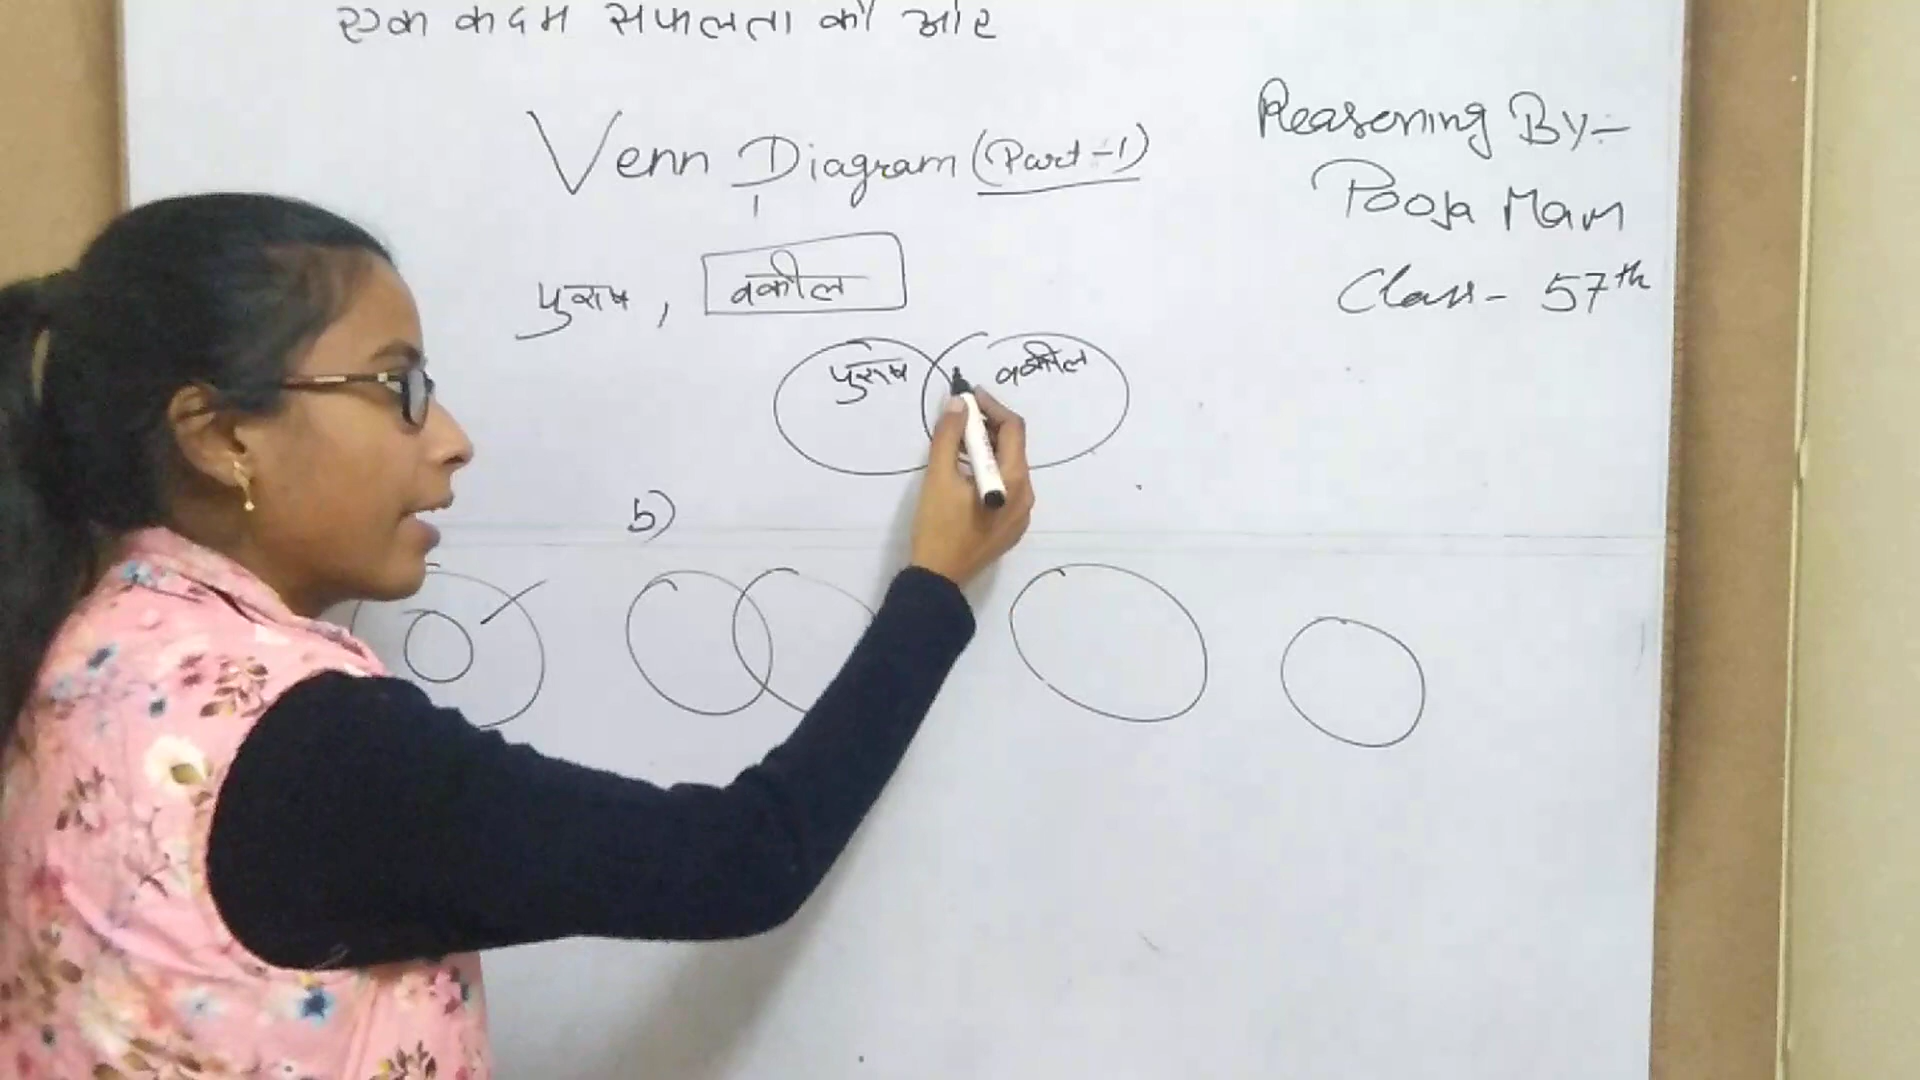 एक कदम सफलता की ओर
Venn Diagram (Part-1)
Reasoning By:-
Pooja Mam
Class- 57th
पुरुष , वकील
पुरुष वकील
b)